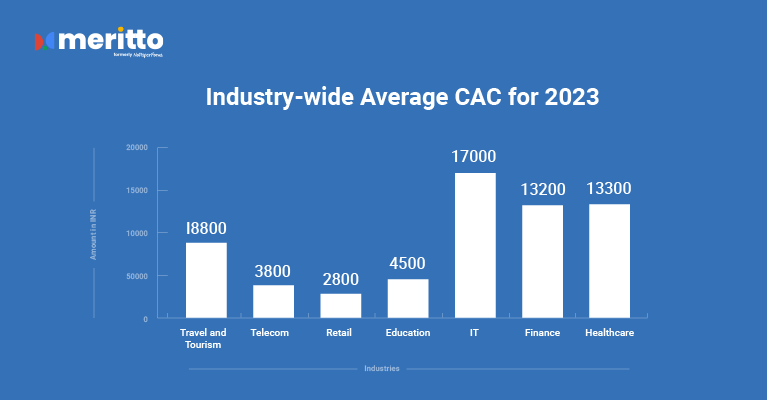 meritto
formerly NoPaperForms
Industry-wide Average CAC for 2023
Amount in INR
20000
15000
10000
50000
0
I8800
3800
2800
4500
17000
13200
13300
Travel and
Tourism
Telecom
Retail
Education
IT
Finance
Healthcare
Industries